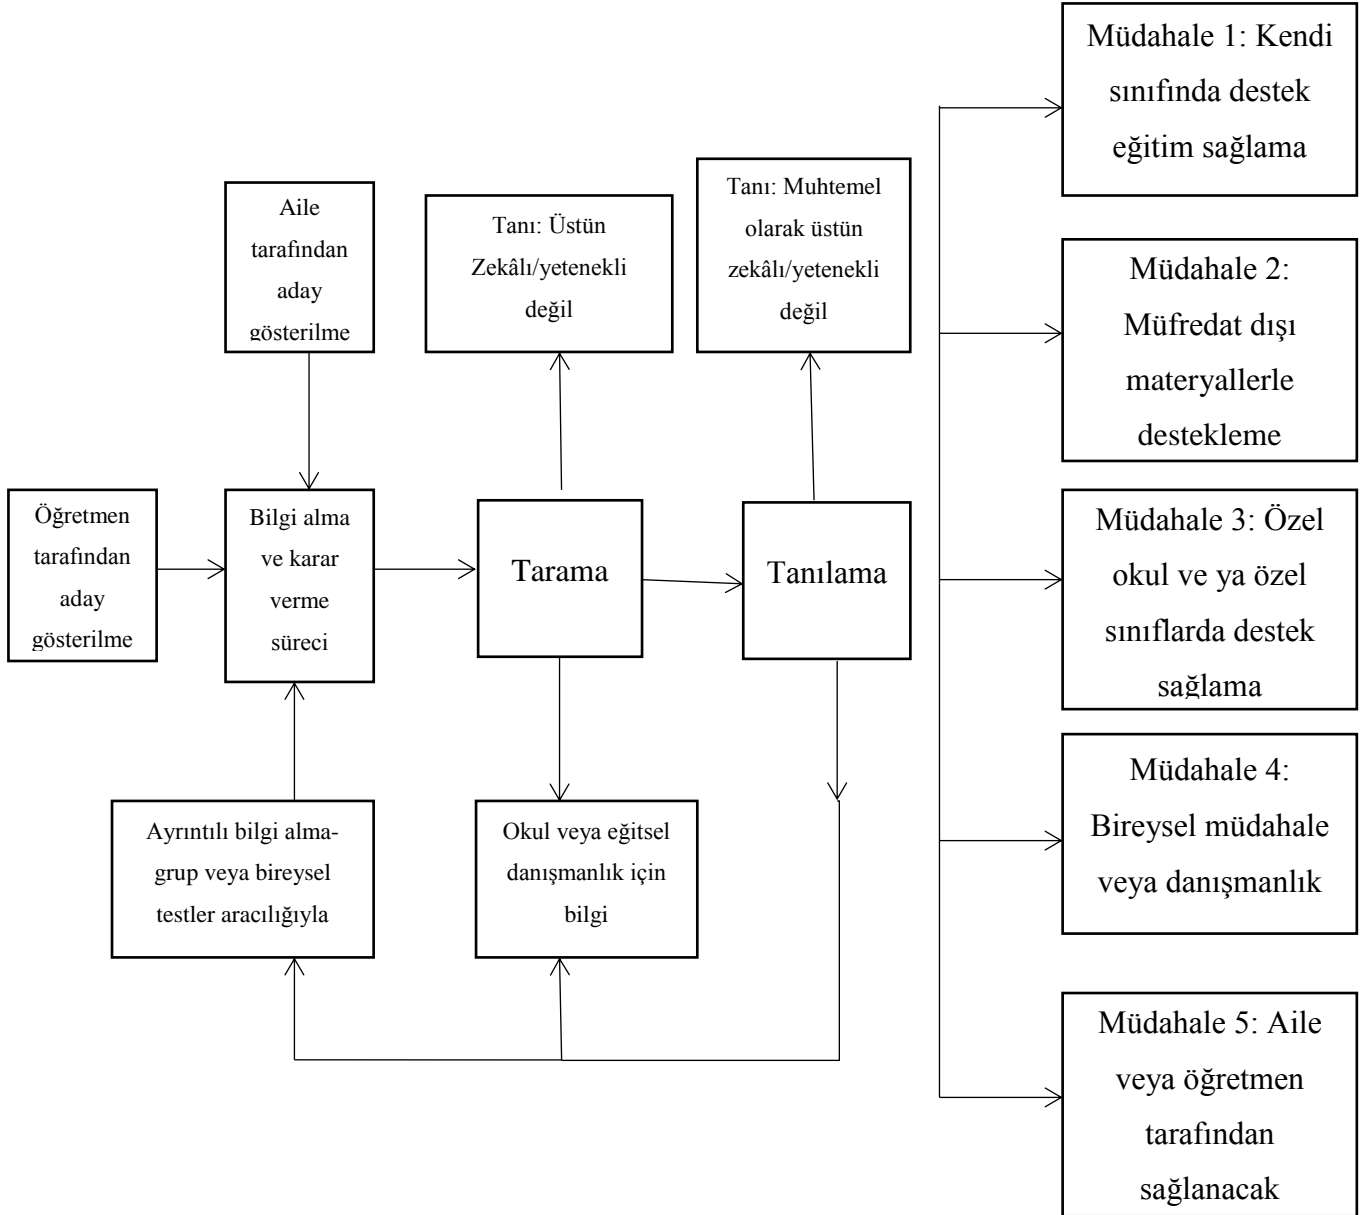 Aile
tarafından
aday
gösterilme
Öğretmen
tarafından
aday
gösterilme
Bilgi alma
ve karar
verme
süreci
Ayrıntılı bilgi alma-
grup veya bireysel
testler aracılığıyla
Tanı: Üstün
Zekâlı/yetenekli
değil
Tarama
Okul veya eğitsel
danışmanlık için
bilgi
Tanı: Muhtemel
olarak üstün
zekâlı/yetenekli
değil
Tanılama
Müdahale 1: Kendi
sınıfında destek
eğitim sağlama
Müdahale 2:
Müfredat dışı
materyallerle
destekleme
Müdahale 3: Özel
okul ve ya özel
sınıflarda destek
sağlama
Müdahale 4:
Bireysel müdahale
veya danışmanlık
Müdahale 5: Aile
veya öğretmen
tarafından
sağlanacak